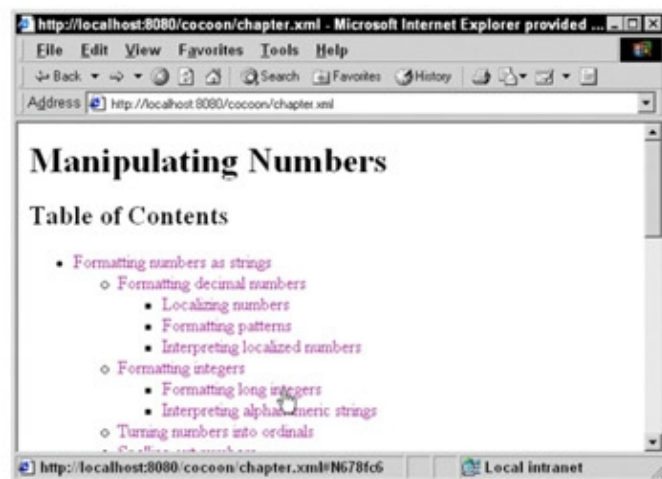 http://localhost:8080/cocoon/chapter.xml - Microsoft Internet Explorer provided ...
File Edit View Favorites Tools Help
Back Search Favorites History
Address http://localhost:8080/cocoon/chapter.xml
Manipulating Numbers
Table of Contents
Formatting numbers as strings
Formatting decimal numbers
Localizing numbers
Formatting patterns
Interpreting localized numbers
Formatting integers
Formatting long integers
Interpreting alphanumeric strings
Turning numbers into ordinals
Spelling out numbers
http://localhost:8080/cocoon/chapter.xml#N678fc6 Local intranet